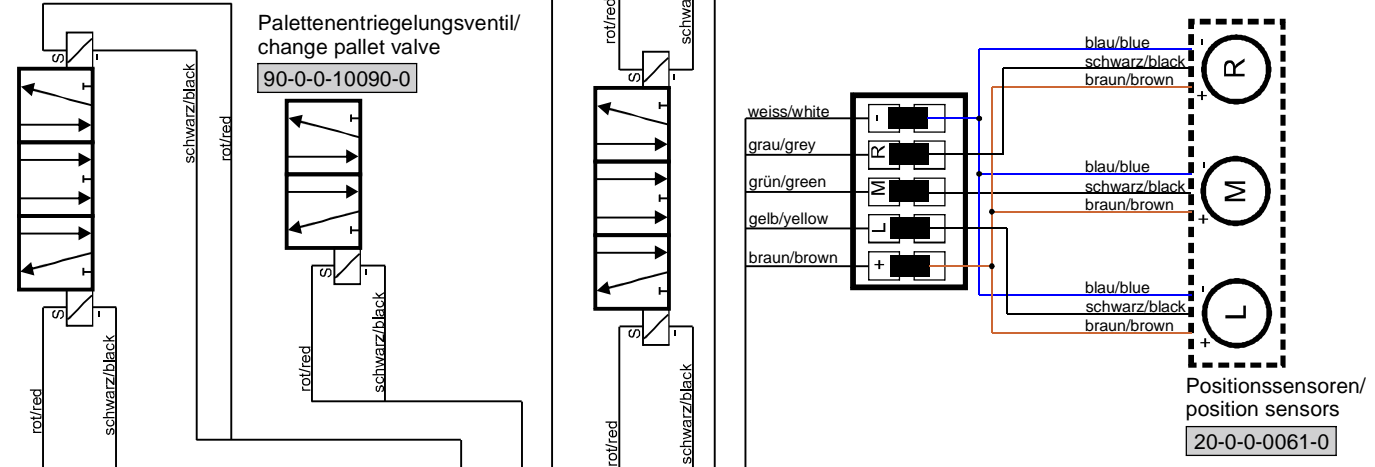 Palettenentriegelungsventil/
change pallet valve
90-0-0-10090-0
S
-
schwarz/black
rot/red
S
-
rot/red
schwarz/black
S
-
rot/red
schwarz/black
rot/red
S
-
S
-
rot/red
weiss/white
grau/grey
grün/green
gelb/yellow
braun/brown
-
R
M
L
+
blau/blue
schwarz/black
braun/brown
-
+
R
blau/blue
schwarz/black
braun/brown
-
+
M
blau/blue
schwarz/black
braun/brown
-
+
L
Positionssensoren/
position sensors
20-0-0-0061-0